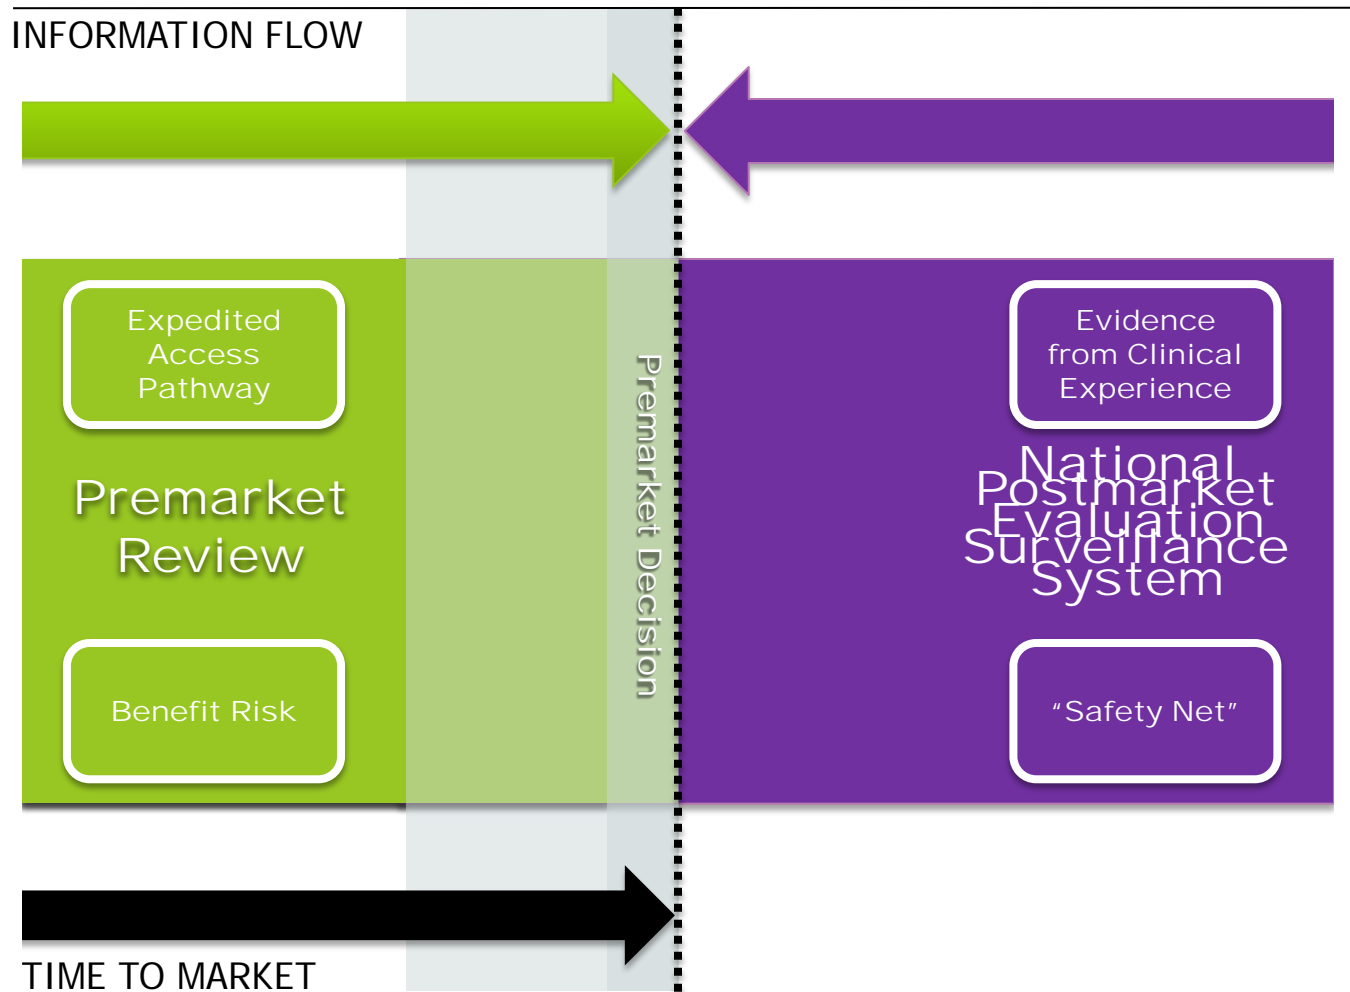 INFORMATION FLOW
Expedited
Access
Pathway
Premarket
Review
Benefit Risk
Premarket Decision
Evidence
from Clinical
Experience
National
Evaluation
System
Postmarket
Surveillance
“Safety Net”
TIME TO MARKET